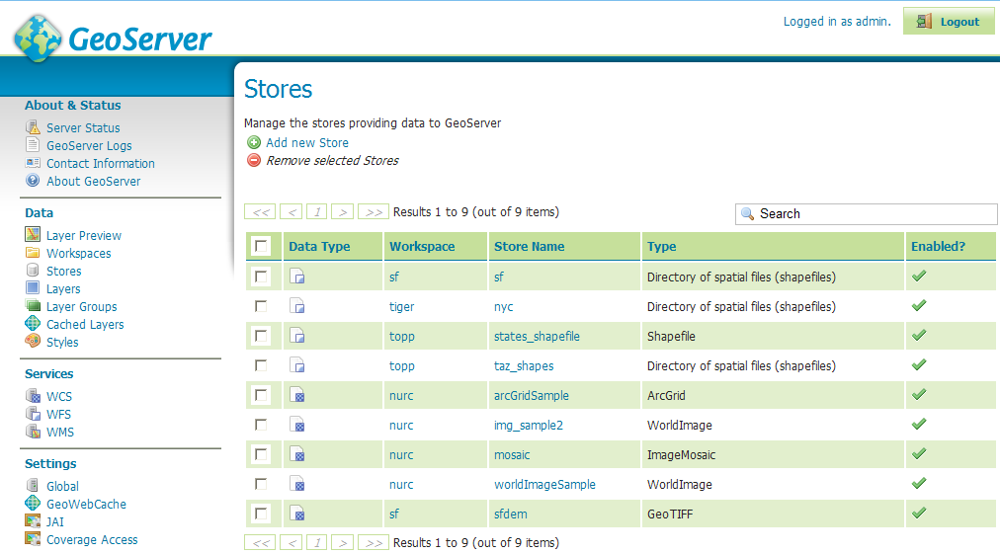 GeoServer
Logged in as admin.
Logout
About & Status
Server Status
GeoServer Logs
Contact Information
About GeoServer
Data
Layer Preview
Workspaces
Stores
Layers
Layer Groups
Cached Layers
Styles
Services
WCS
WFS
WMS
Settings
Global
GeoWebCache
JAI
Coverage Access
Stores
Manage the stores providing data to GeoServer
Add new Store
Remove selected Stores
<< < 1 > >> Results 1 to 9 (out of 9 items)
Search
Data Type Workspace Store Name Type Enabled?
sf sf Directory of spatial files (shapefiles)
tiger nyc Directory of spatial files (shapefiles)
topp states_shapefile Shapefile
topp taz_shapes Directory of spatial files (shapefiles)
nurc arcGridSample ArcGrid
nurc img_sample2 WorldImage
nurc mosaic ImageMosaic
nurc worldImageSample WorldImage
sf sfdem GeoTIFF
<< < 1 > >> Results 1 to 9 (out of 9 items)